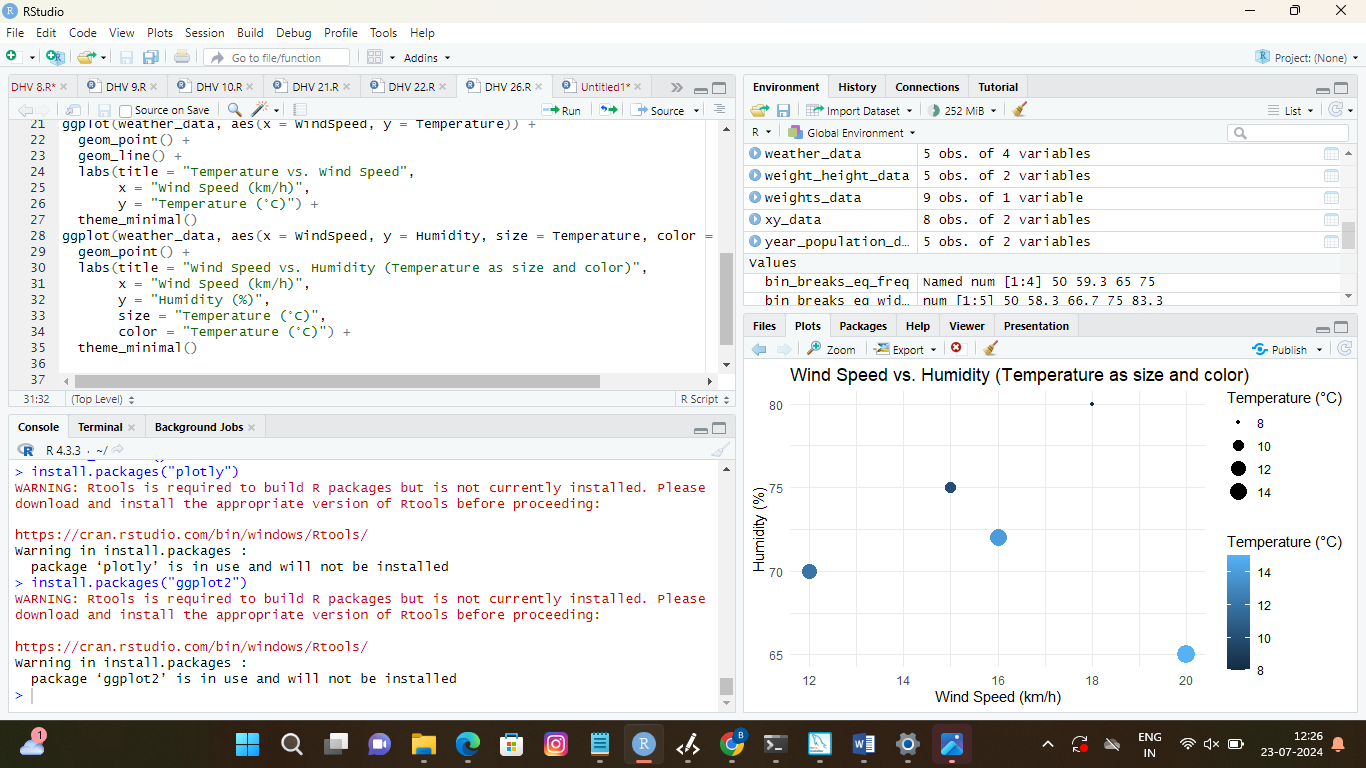 RStudio
File Edit Code View Plots Session Build Debug Profile Tools Help
Go to file/function Addins Project: (None)
DHV 8.R* DHV 9.R DHV 10.R DHV 21.R DHV 22.R DHV 26.R Untitled1*
Source on Save Run Source
21 ggplot(weather_data, aes(x = WindSpeed, y = Temperature)) +
22 geom_point() +
23 geom_line() +
24 labs(title = "Temperature vs. Wind Speed",
25 x = "Wind Speed (km/h)",
26 y = "Temperature (°C)") +
27 theme_minimal()
28 ggplot(weather_data, aes(x = WindSpeed, y = Humidity, size = Temperature, color =
29 geom_point() +
30 labs(title = "Wind Speed vs. Humidity (Temperature as size and color)",
31 x = "Wind Speed (km/h)",
32 y = "Humidity (%)",
33 size = "Temperature (°C)",
34 color = "Temperature (°C)") +
35 theme_minimal()
36
37
31:32 (Top Level) R Script
Console Terminal Background Jobs
R 4.3.3 · ~/
> install.packages("plotly")
WARNING: Rtools is required to build R packages but is not currently installed. Please
download and install the appropriate version of Rtools before proceeding:
https://cran.rstudio.com/bin/windows/Rtools/
Warning in install.packages :
package ‘plotly’ is in use and will not be installed
> install.packages("ggplot2")
WARNING: Rtools is required to build R packages but is not currently installed. Please
download and install the appropriate version of Rtools before proceeding:
https://cran.rstudio.com/bin/windows/Rtools/
Warning in install.packages :
package ‘ggplot2’ is in use and will not be installed
>
Environment History Connections Tutorial
Import Dataset 252 MiB List
R Global Environment
weather_data 5 obs. of 4 variables
weight_height_data 5 obs. of 2 variables
weights_data 9 obs. of 1 variable
xy_data 8 obs. of 2 variables
year_population_d… 5 obs. of 2 variables
Values
bin_breaks_eq_freq Named num [1:4] 50 59.3 65 75
bin_breaks_eq_wid… num [1:5] 50 58.3 66.7 75 83.3
Files Plots Packages Help Viewer Presentation
Zoom Export Publish
Wind Speed vs. Humidity (Temperature as size and color)
Humidity (%)
80
75
70
65
12 14 16 18 20
Wind Speed (km/h)
Temperature (°C)
8
10
12
14
Temperature (°C)
14
12
10
8
1
B
ENG
IN
12:26
23-07-2024